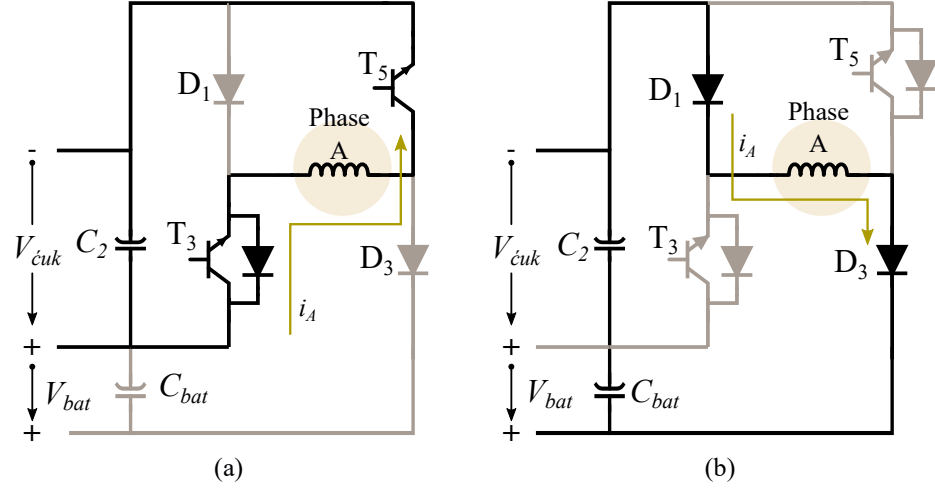 T5
D1
Phase
A
-
Vćuk
C2
T3
D3
iA
+
Vbat
Cbat
+
(a)
T5
D1
Phase
A
iA
-
Vćuk
C2
T3
D3
+
Vbat
Cbat
+
(b)